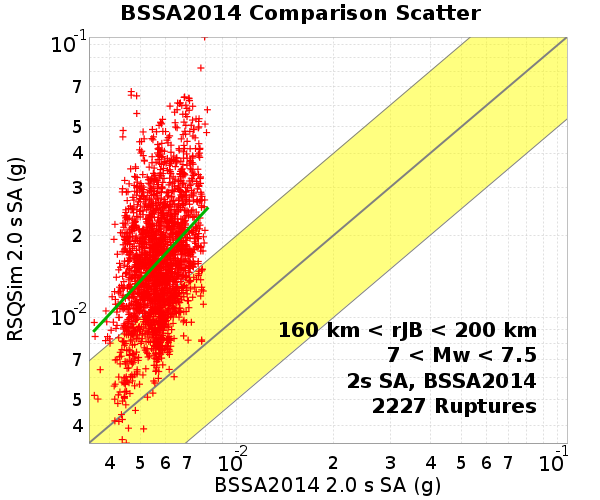 BSSA2014 Comparison Scatter
RSQSim 2.0 s SA (g)
10⁻¹
7
5
4
3
2
10⁻²
7
5
4
160 km < rJB < 200 km
7 < Mw < 7.5
2s SA, BSSA2014
2227 Ruptures
4 5 6 7 10⁻² 2 3 4 5 6 7 10⁻¹
BSSA2014 2.0 s SA (g)